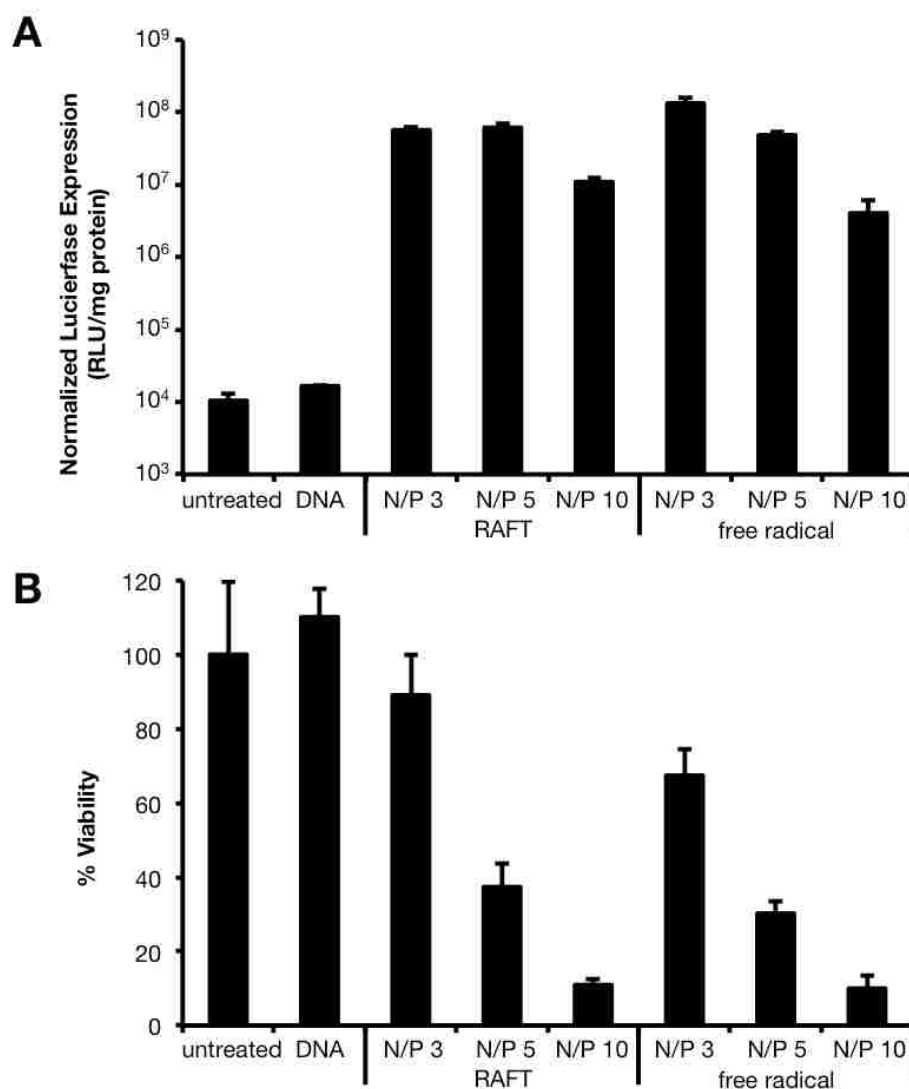 A
Normalized Lucierfase Expression
(RLU/mg protein)
10⁹
10⁸
10⁷
10⁶
10⁵
10⁴
10³
untreated DNA N/P 3 N/P 5 N/P 10 N/P 3 N/P 5 N/P 10
RAFT free radical
B
% Viability
120
100
80
60
40
20
0
untreated DNA N/P 3 N/P 5 N/P 10 N/P 3 N/P 5 N/P 10
RAFT free radical